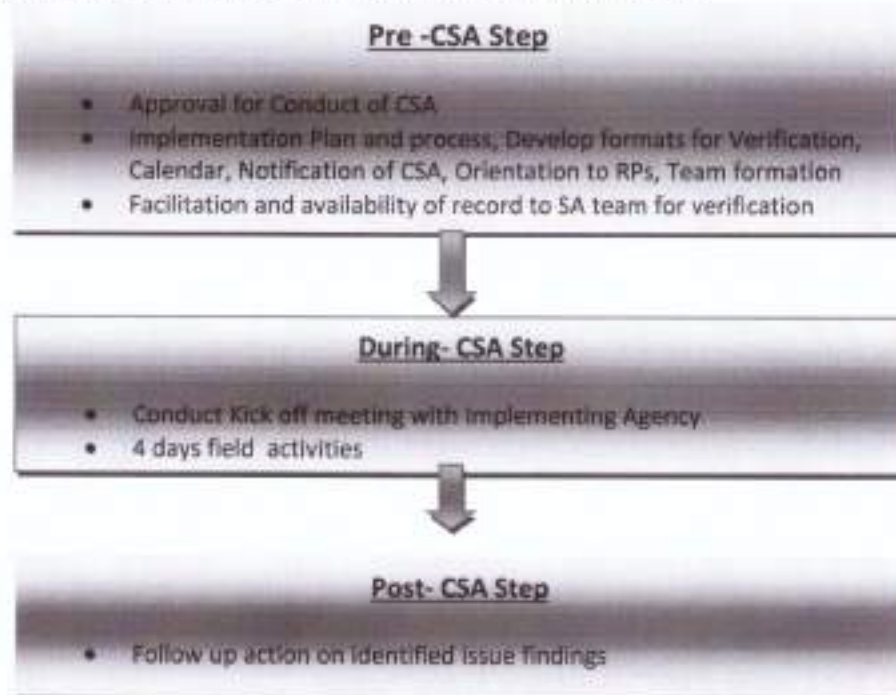 Pre -CSA Step
• Approval for Conduct of CSA
• Implementation Plan and process, Develop formats for Verification,
Calendar, Notification of CSA, Orientation to RPs, Team formation
• Facilitation and availability of record to SA team for verification
During- CSA Step
• Conduct Kick off meeting with Implementing Agency
• 4 days field activities
Post- CSA Step
• Follow up action on identified issue findings